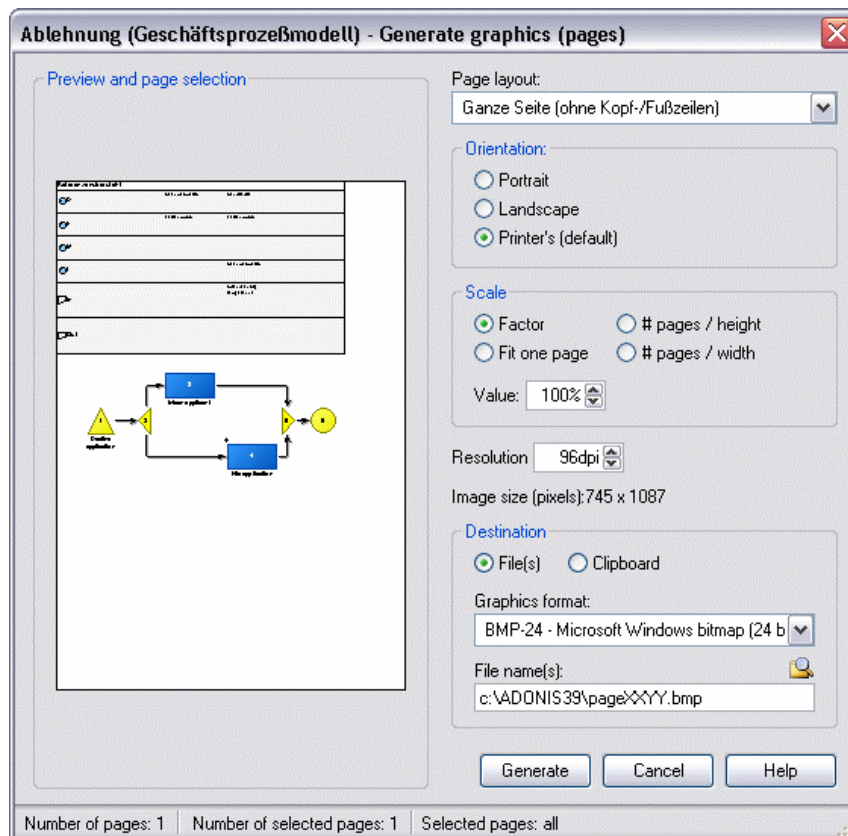 Ablehnung (Geschäftsprozeßmodell) - Generate graphics (pages)
Preview and page selection
Page layout:
Ganze Seite (ohne Kopf-/Fußzeilen)
Orientation:
Portrait
Landscape
Printer's (default)
Scale
Factor
# pages / height
Fit one page
# pages / width
Value: 100%
Resolution 96dpi
Image size (pixels):745 x 1087
Destination
File(s)
Clipboard
Graphics format:
BMP-24 - Microsoft Windows bitmap (24 b
File name(s):
c:\ADONIS39\pageXXYY.bmp
Generate
Cancel
Help
Number of pages: 1
Number of selected pages: 1
Selected pages: all